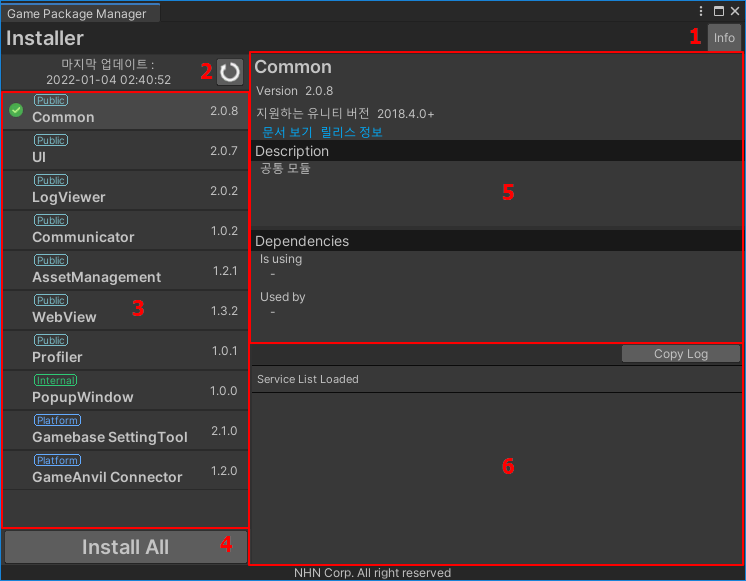 Game Package Manager
Installer
1
Info
마지막 업데이트 :
2022-01-04 02:40:52
2
Public
Common
2.0.8
Public
UI
2.0.7
Public
LogViewer
2.0.2
Public
Communicator
1.0.2
Public
AssetManagement
1.2.1
Public
WebView
1.3.2
3
Public
Profiler
1.0.1
Internal
PopupWindow
1.0.0
Platform
Gamebase SettingTool
2.1.0
Platform
GameAnvil Connector
1.2.0
Install All
4
Common
Version 2.0.8
지원하는 유니티 버전 2018.4.0+
문서 보기 릴리스 정보
Description
공통 모듈
5
Dependencies
Is using
-
Used by
-
Copy Log
Service List Loaded
6
NHN Corp. All right reserved